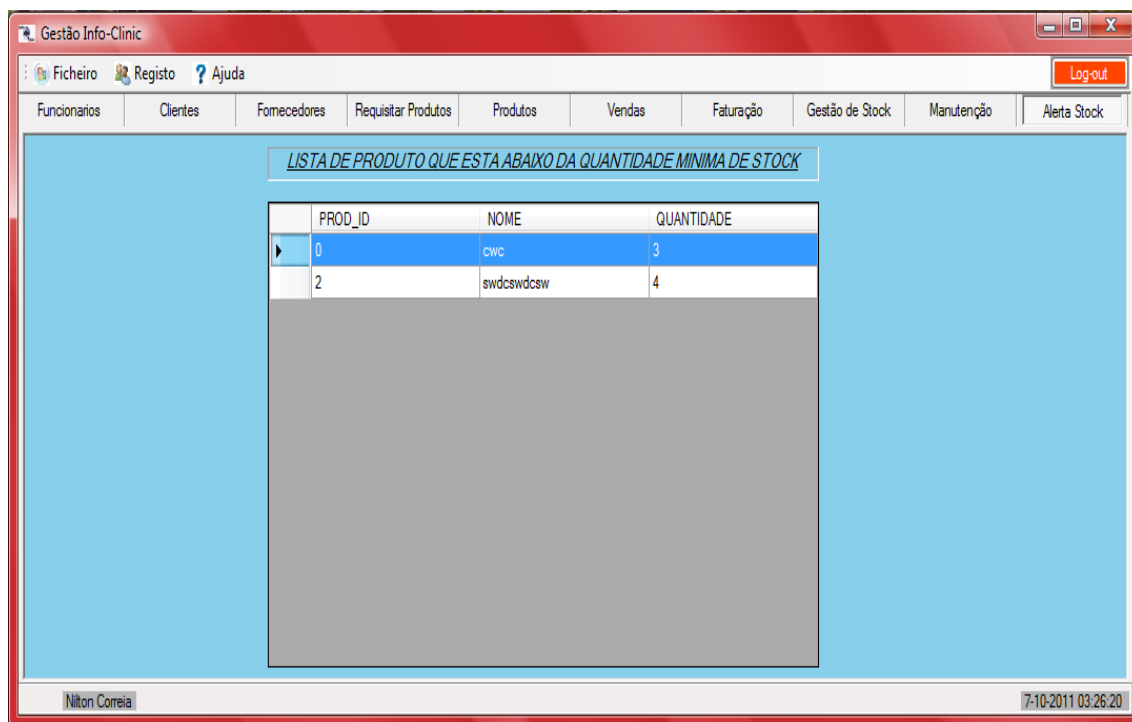 Gestão Info-Clinic
Ficheiro Registo ? Ajuda Log-out
Funcionarios Clientes Fornecedores Requisitar Produtos Produtos Vendas Faturação Gestão de Stock Manutenção Alerta Stock
LISTA DE PRODUTO QUE ESTA ABAIXO DA QUANTIDADE MINIMA DE STOCK
PROD_ID NOME QUANTIDADE
0 cwc 3
2 swdcswdcsw 4
Nilton Correia 7-10-2011 03:26:20